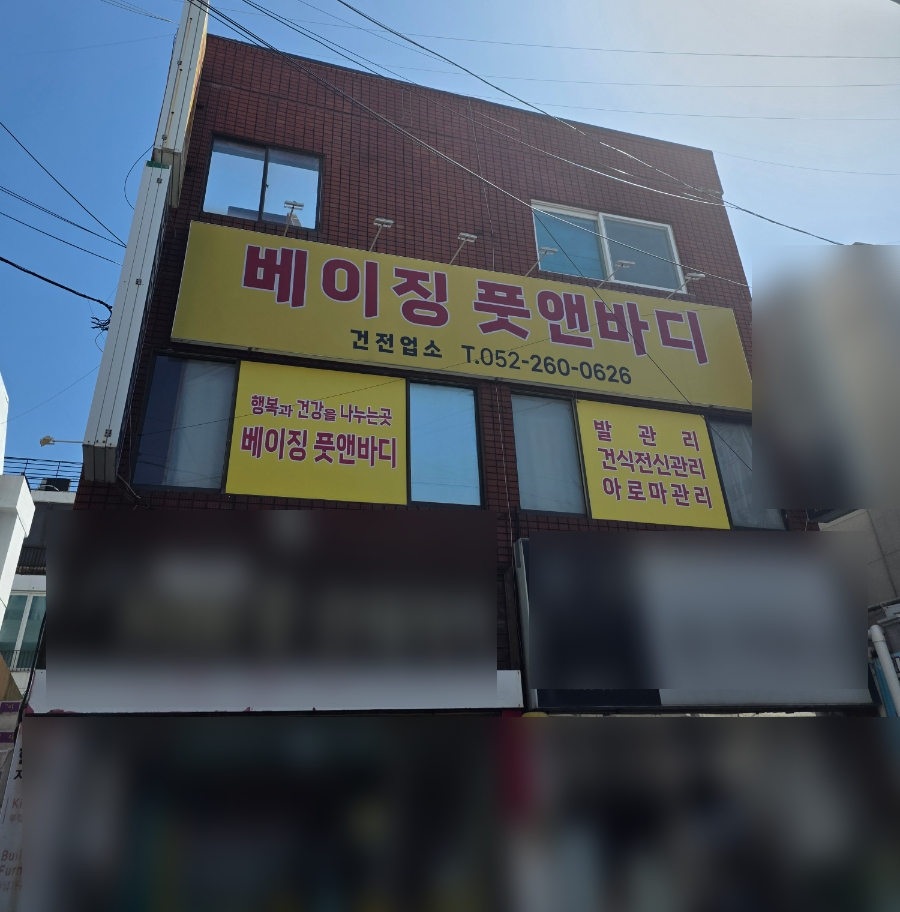 베이징 풋앤바디
건전업소 T.052-260-0626
행복과 건강을 나누는곳
베이징 풋앤바디
발 관 리
건식전신관리
아로마관리